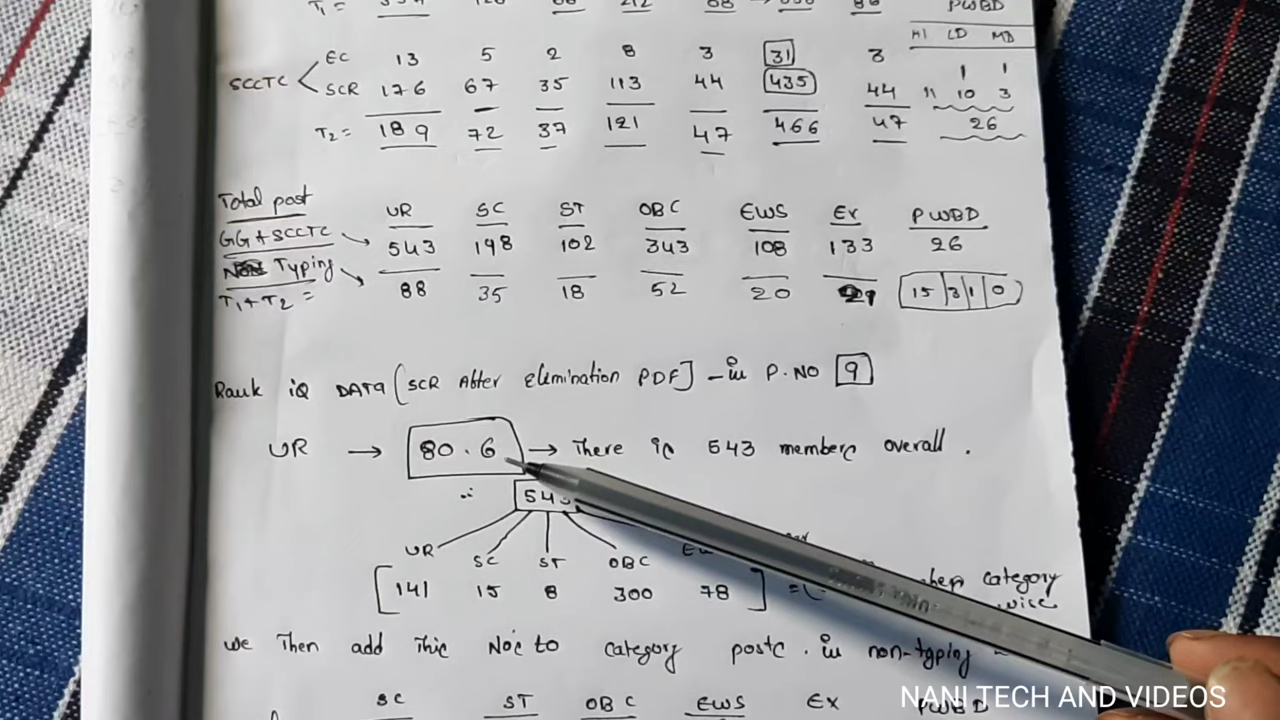 T1 =
PWBD
HI LD MD
EC 13 5 2 8 3 31 3 1 1
SCCTC
SCR 176 67 35 113 44 435 44 11 10 3
T2 = 189 72 37 121 47 466 47 26
Total post
UR SC ST OBC EWS EX PWBD
GG+SCCTC 543 198 102 343 108 133 26
Typing
T1+T2 = 88 35 18 52 20 15 3 1 0
Rank iQ DATA [SCR After Elemination PDF] - in P.NO 9
UR → 80.6 → There is 543 members overall.
∴
UR SC ST OBC
[141 15 8 300 78] =
category
wise
we Then add this No's to category posts. in non-typing
SC ST OBC EWS EX PWBD
NANI TECH AND VIDEOS